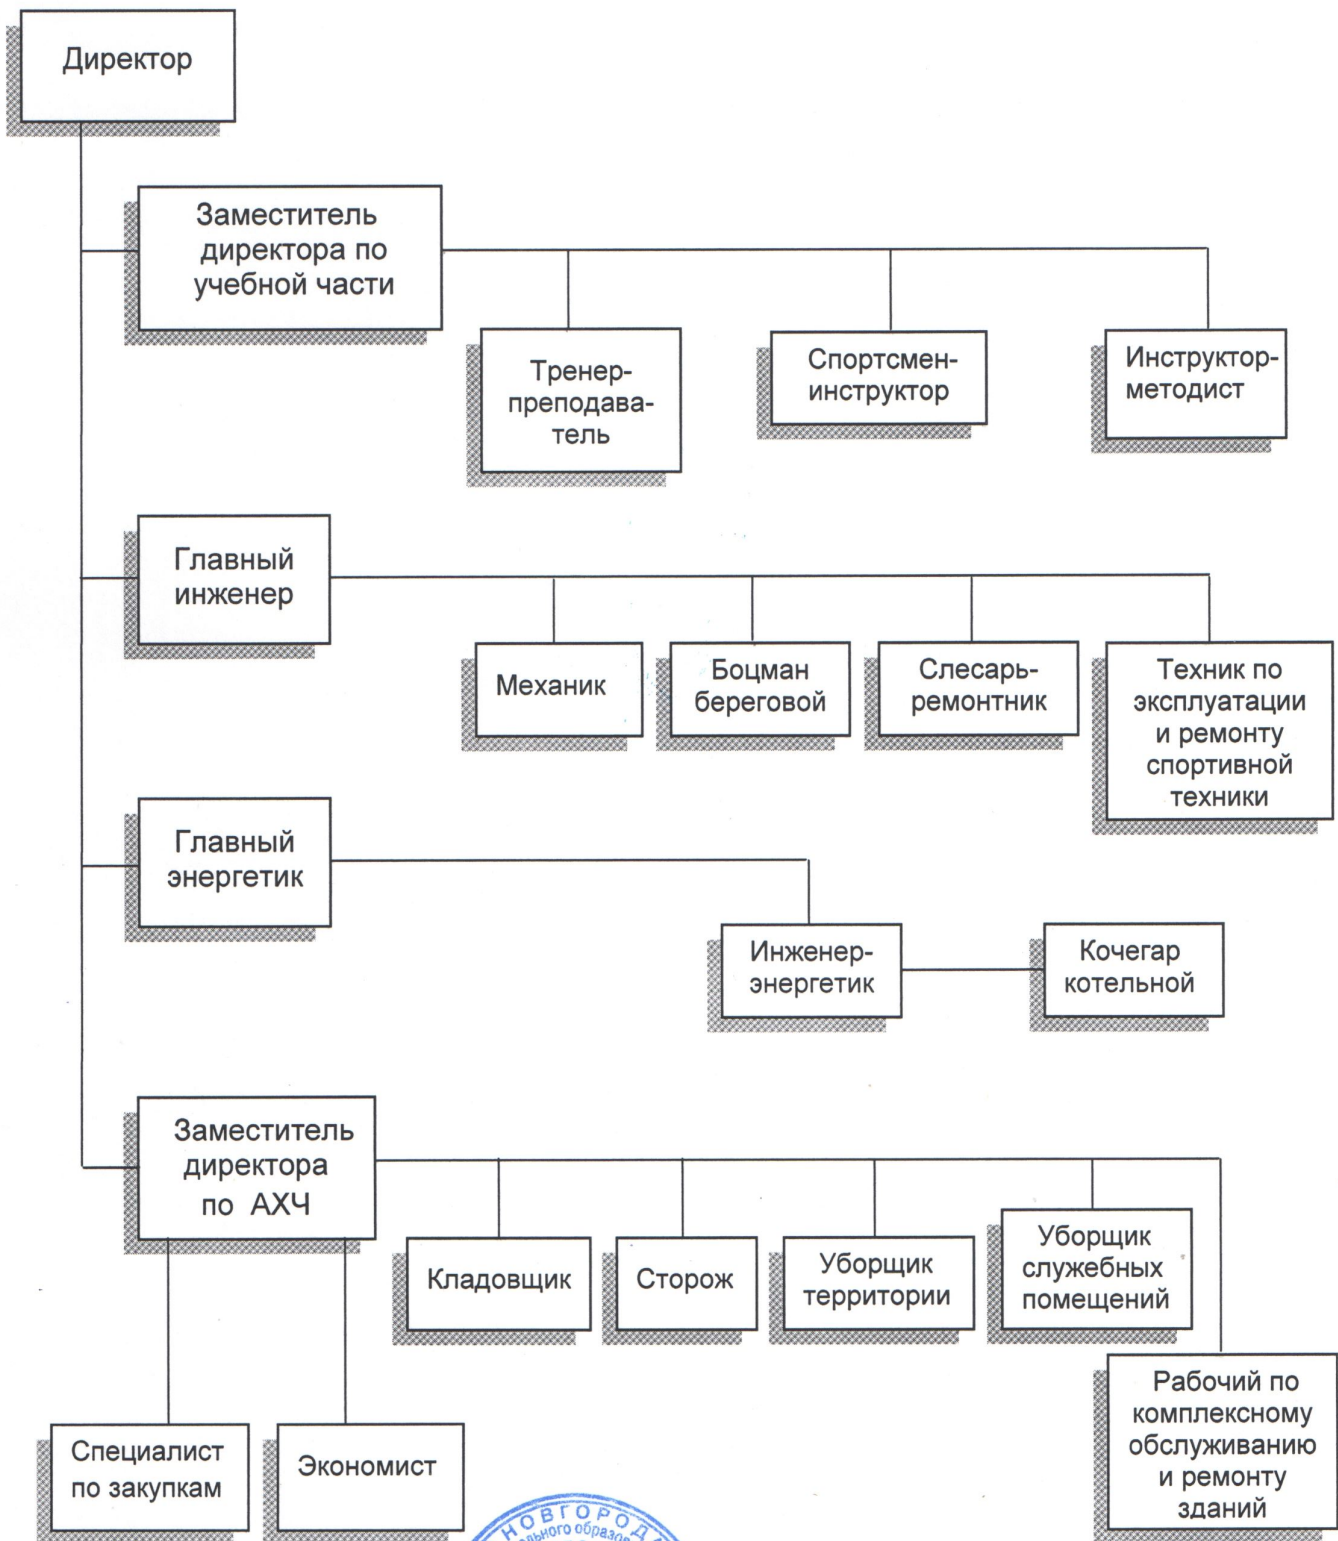 Директор
Заместитель
директора по
учебной части
Тренер-
преподава-
тель
Спортсмен-
инструктор
Инструктор-
методист
Главный
инженер
Механик
Боцман
береговой
Слесарь-
ремонтник
Техник по
эксплуатации
и ремонту
спортивной
техники
Главный
энергетик
Инженер-
энергетик
Кочегар
котельной
Заместитель
директора
по АХЧ
Кладовщик
Сторож
Уборщик
территории
Уборщик
служебных
помещений
Рабочий по
комплексному
обслуживанию
и ремонту
зданий
Специалист
по закупкам
Экономист
НОВГОРОД